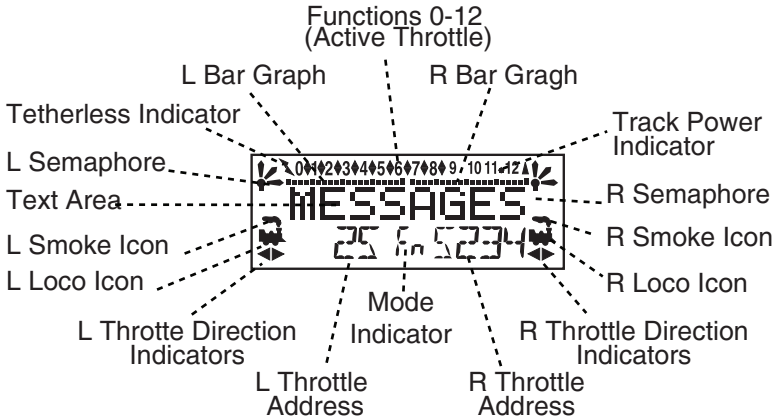 Functions 0-12
(Active Throttle)
L Bar Graph
R Bar Gragh
Tetherless Indicator
Track Power
Indicator
0♦1♦2♦3♦4♦5♦6♦7♦8♦9 10 11 12
L Semaphore
R Semaphore
Text Area
MESSAGES
L Smoke Icon
R Smoke Icon
25 Fn 5234
L Loco Icon
R Loco Icon
Mode
Indicator
L Throtte Direction
Indicators
R Throttle Direction
Indicators
L Throttle
Address
R Throttle
Address